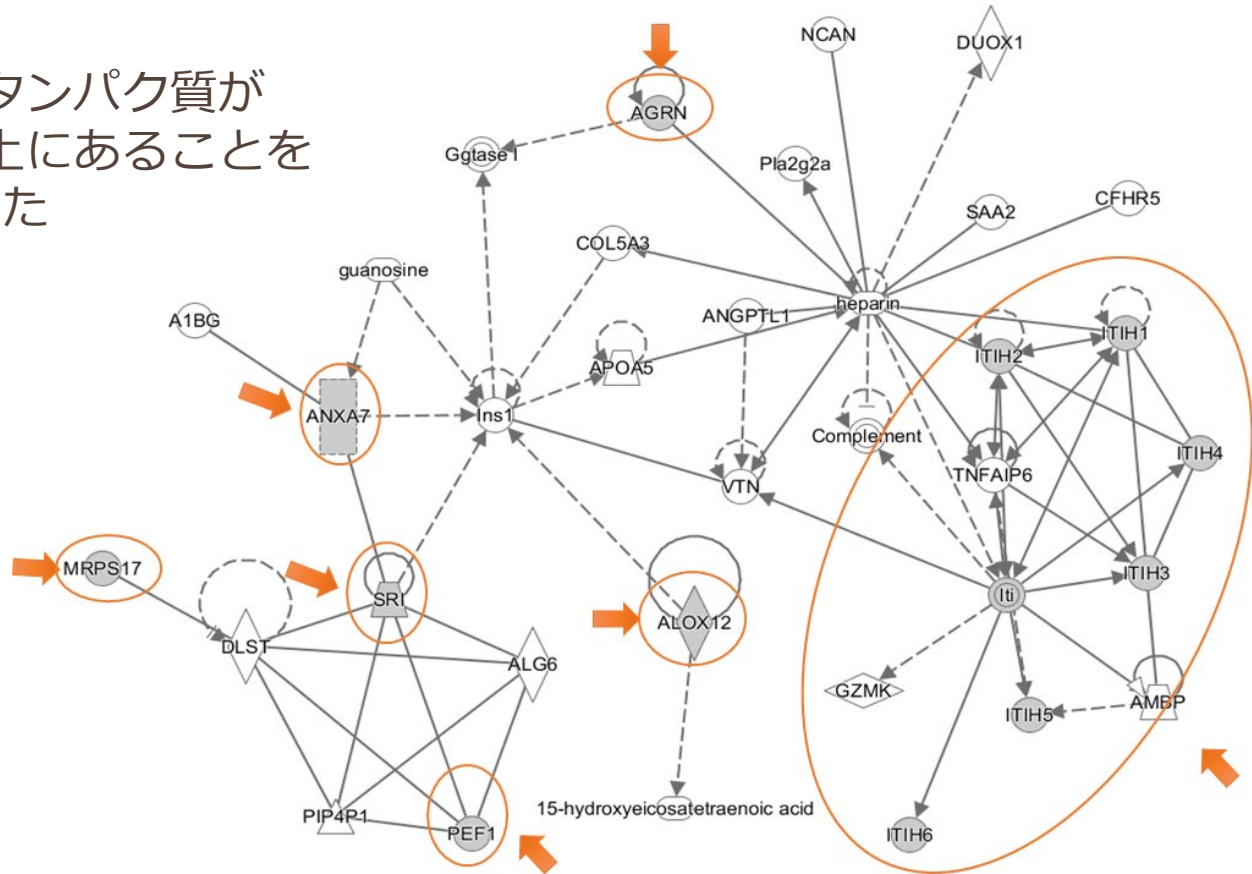 タンパク質が
上にあることを
た
NCAN
DUOX1
AGRN
Ggtase I
Pla2g2a
SAA2
CFHR5
COL5A3
guanosine
heparin
ANGPTL1
A1BG
ITIH1
ITIH2
APOA5
ANXA7
Ins1
Complement
ITIH4
TNFAIP6
VTN
MRPS17
SRI
ITIH3
Iti
ALOX12
DLST
ALG6
GZMK
ITIH5
AMBP
15-hydroxyeicosatetraenoic acid
PIP4P1
PEF1
ITIH6